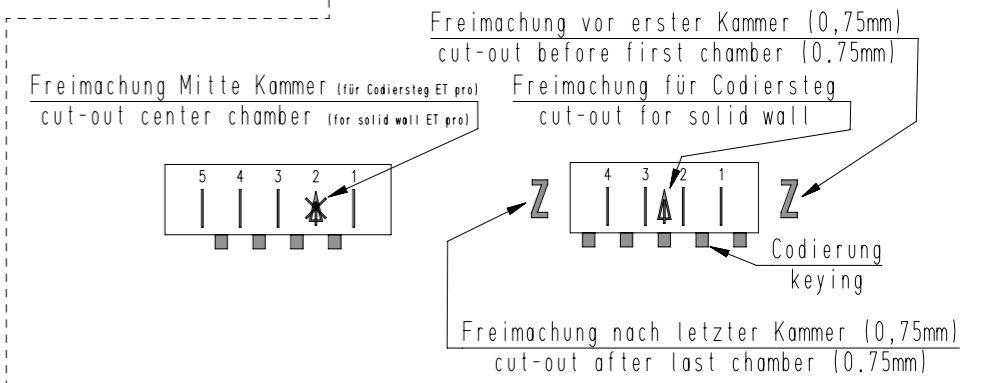 Freimachung vor erster Kammer (0,75mm)
cut-out before first chamber (0.75mm)
Freimachung Mitte Kammer (für Codiersteg ET pro)
cut-out center chamber (for solid wall ET pro)
Freimachung für Codiersteg
cut-out for solid wall
5 4 3 2 1
Z 4 3 2 1 Z
Codierung
keying
Freimachung nach letzter Kammer (0,75mm)
cut-out after last chamber (0.75mm)